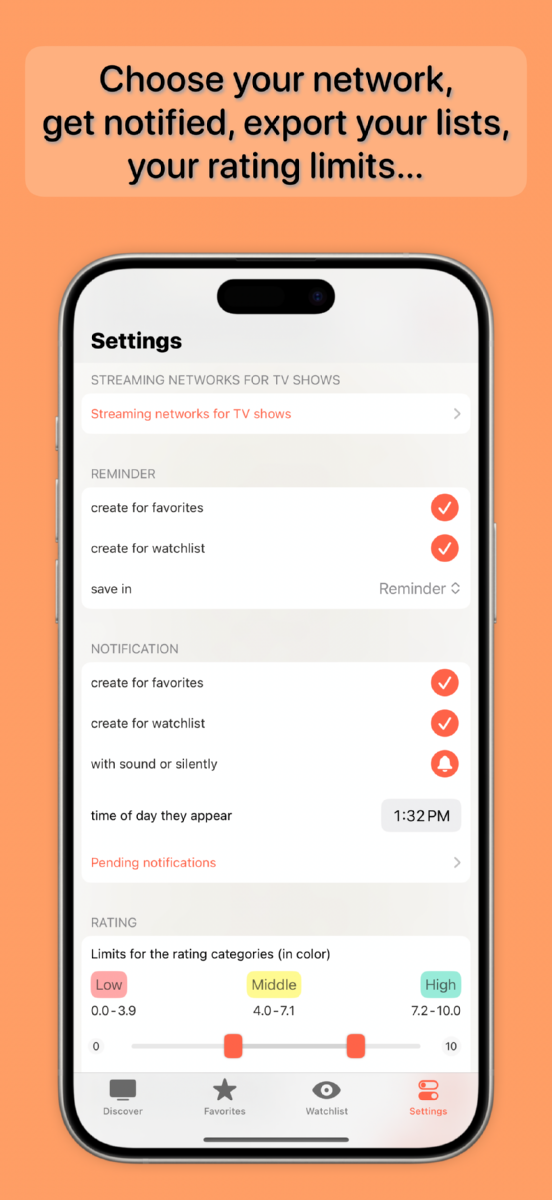 Choose your network,
get notified, export your lists,
your rating limits...
Settings
STREAMING NETWORKS FOR TV SHOWS
Streaming networks for TV shows
REMINDER
create for favorites
create for watchlist
save in Reminder
NOTIFICATION
create for favorites
create for watchlist
with sound or silently
time of day they appear 1:32 PM
Pending notifications
RATING
Limits for the rating categories (in color)
Low Middle High
0.0-3.9 4.0-7.1 7.2-10.0
0 10
Discover Favorites Watchlist Settings